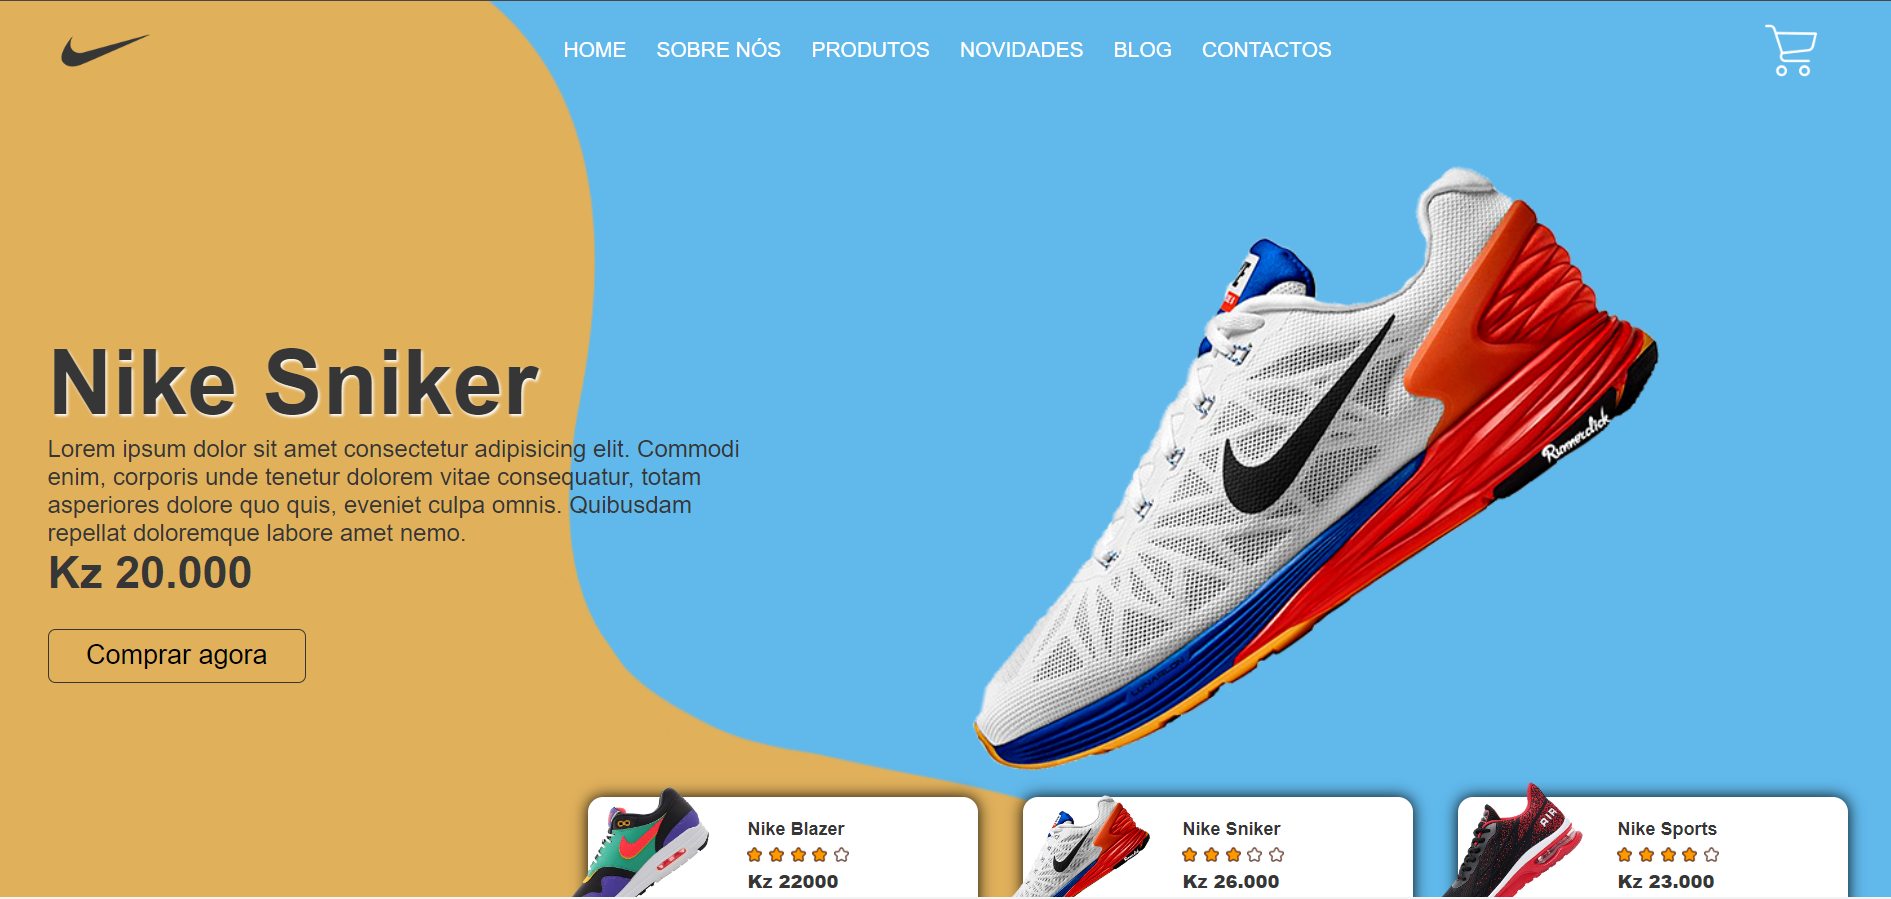 HOME SOBRE NÓS PRODUTOS NOVIDADES BLOG CONTACTOS
Nike Sniker
Lorem ipsum dolor sit amet consectetur adipisicing elit. Commodi
enim, corporis unde tenetur dolorem vitae consequatur, totam
asperiores dolore quo quis, eveniet culpa omnis. Quibusdam
repellat doloremque labore amet nemo.
Kz 20.000
Comprar agora
Runnerclick
LUNARLON
Nike Blazer
Kz 22000
Nike Sniker
Kz 26.000
AIR
Nike Sports
Kz 23.000